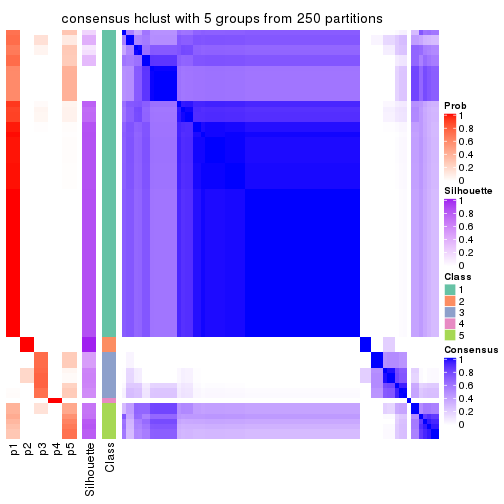 consensus hclust with 5 groups from 250 partitions
Prob
1
0.8
0.6
0.4
0.2
0
Silhouette
1
0.8
0.6
0.4
0.2
0
Class
1
2
3
4
5
Consensus
1
0.8
0.6
0.4
0.2
0
p1
p2
p3
p4
p5
Silhouette
Class